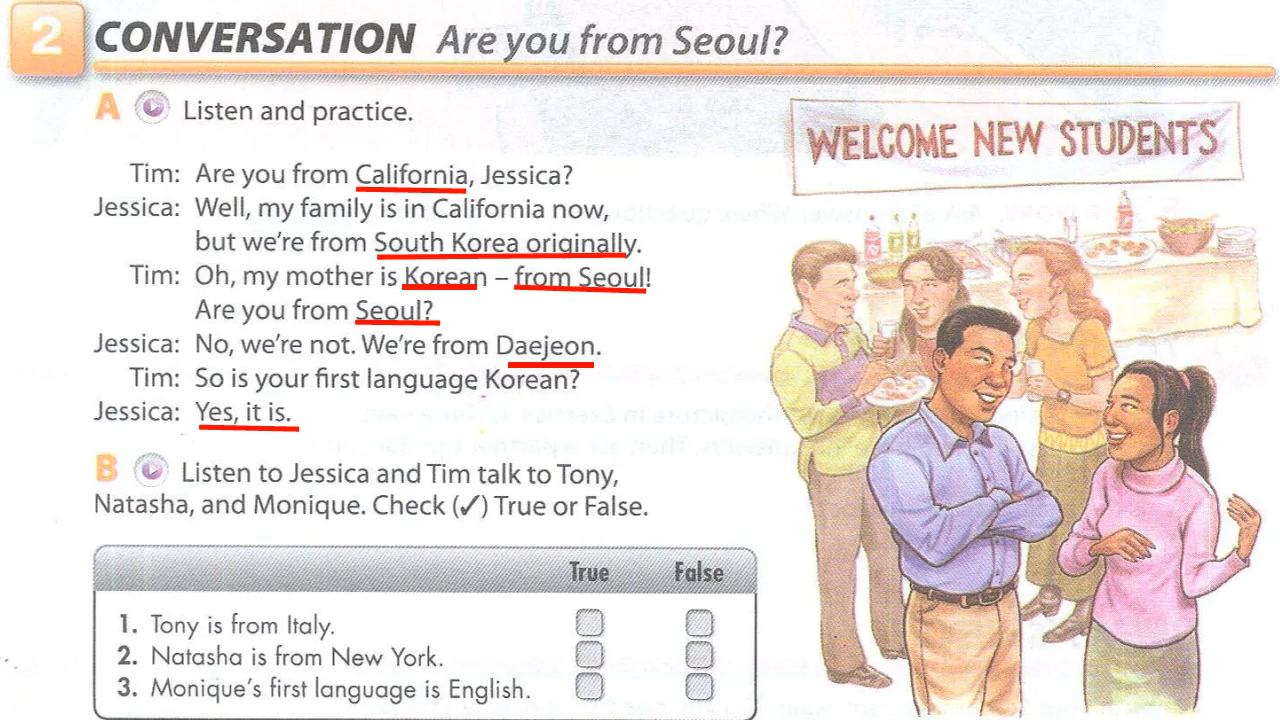 2 CONVERSATION Are you from Seoul?
A Listen and practice.
WELCOME NEW STUDENTS
Tim: Are you from California, Jessica?
Jessica: Well, my family is in California now,
but we're from South Korea originally.
Tim: Oh, my mother is Korean – from Seoul!
Are you from Seoul?
Jessica: No, we're not. We're from Daejeon.
Tim: So is your first language Korean?
Jessica: Yes, it is.
B Listen to Jessica and Tim talk to Tony,
Natasha, and Monique. Check (✓) True or False.
True False
1. Tony is from Italy.
2. Natasha is from New York.
3. Monique's first language is English.